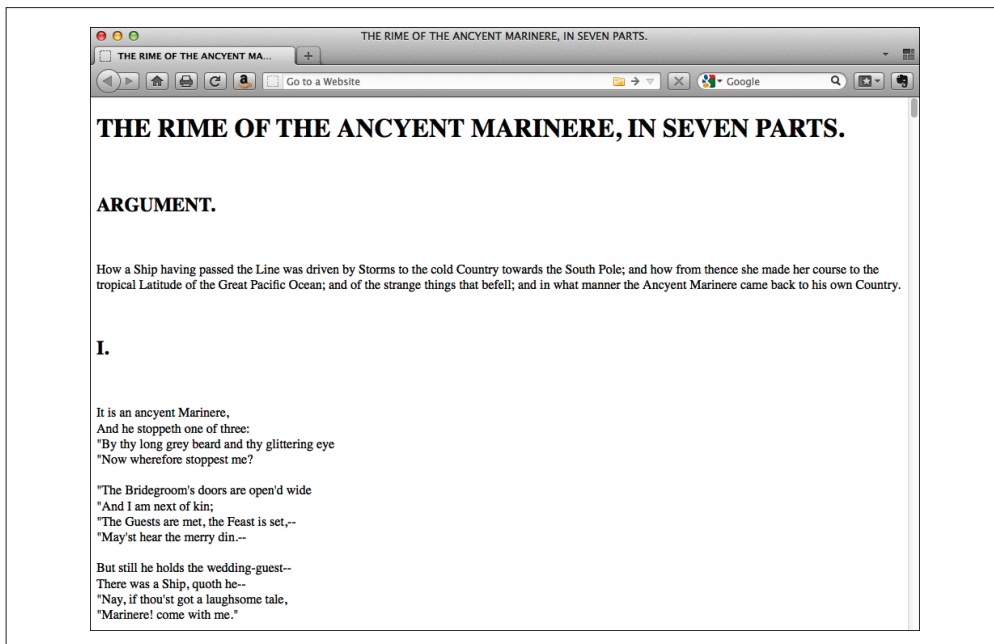 THE RIME OF THE ANCYENT MARINERE, IN SEVEN PARTS.
THE RIME OF THE ANCYENT MA...
Go to a Website
Google
THE RIME OF THE ANCYENT MARINERE, IN SEVEN PARTS.
ARGUMENT.
How a Ship having passed the Line was driven by Storms to the cold Country towards the South Pole; and how from thence she made her course to the
tropical Latitude of the Great Pacific Ocean; and of the strange things that befell; and in what manner the Ancyent Marinere came back to his own Country.
I.
It is an ancyent Marinere,
And he stoppeth one of three:
"By thy long grey beard and thy glittering eye
"Now wherefore stoppest me?
"The Bridegroom's doors are open'd wide
"And I am next of kin;
"The Guests are met, the Feast is set,--
"May'st hear the merry din.--
But still he holds the wedding-guest--
There was a Ship, quoth he--
"Nay, if thou'st got a laughsome tale,
"Marinere! come with me."